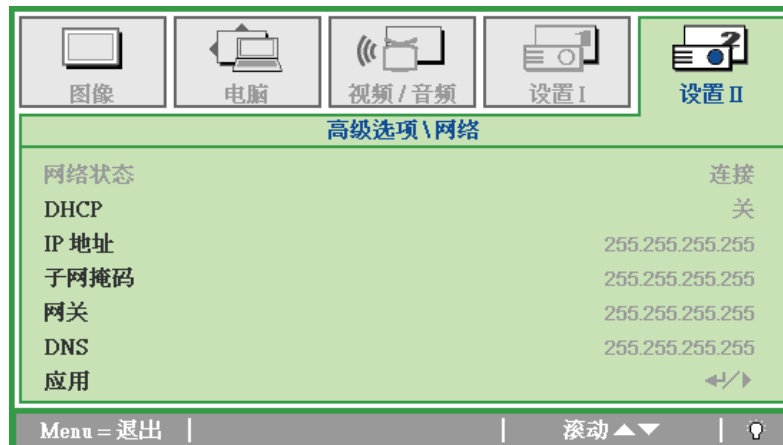 图像 电脑 视频 / 音频 设置 I 设置 II
高级选项 \ 网络
网络状态 连接
DHCP 关
IP 地址 255.255.255.255
子网掩码 255.255.255.255
网关 255.255.255.255
DNS 255.255.255.255
应用 ↵/▶
Menu = 退出 滚动▲▼